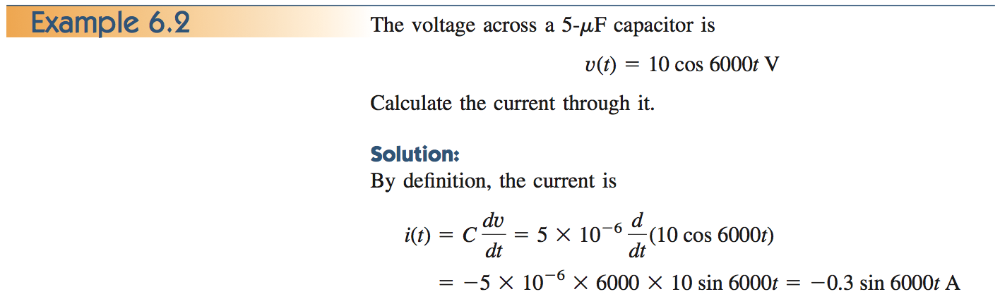 Example 6.2
The voltage across a 5-μF capacitor is
v(t) = 10 cos 6000t V
Calculate the current through it.
Solution:
By definition, the current is
i(t) = C dv/dt = 5 × 10⁻⁶ d/dt (10 cos 6000t)
= −5 × 10⁻⁶ × 6000 × 10 sin 6000t = −0.3 sin 6000t A